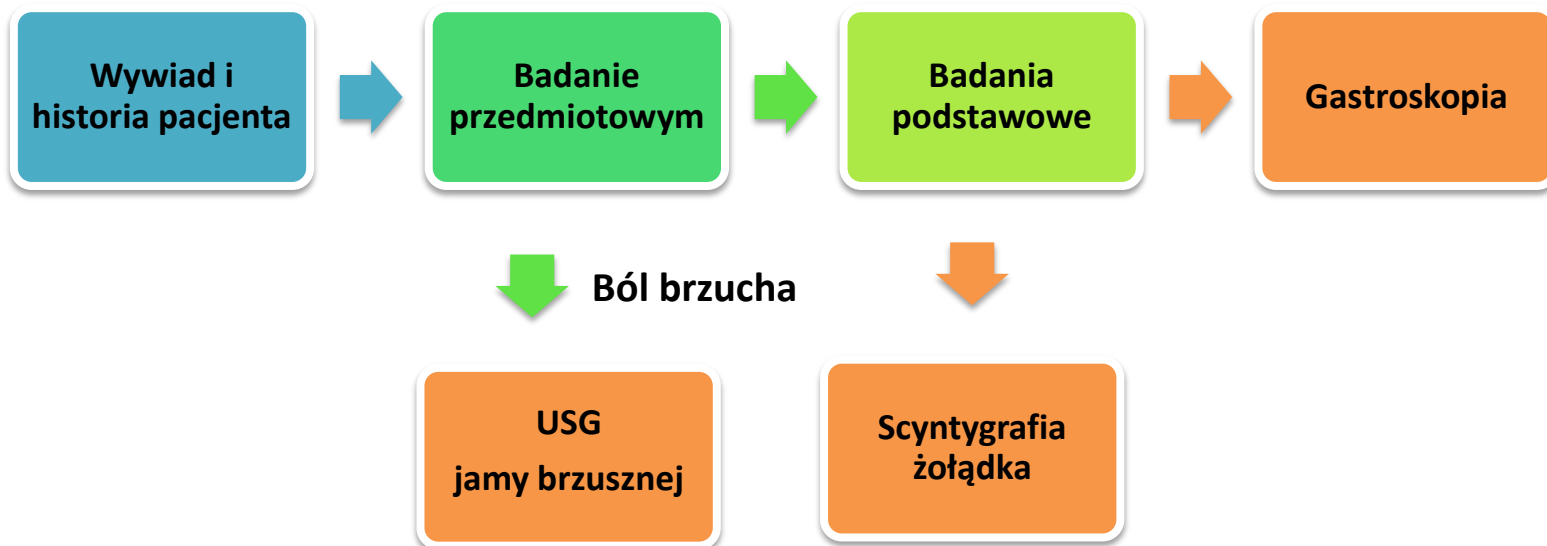 Wywiad i
historia pacjenta
Badanie
przedmiotowym
Badania
podstawowe
Gastroskopia
Ból brzucha
USG
jamy brzusznej
Scyntygrafia
żołądka